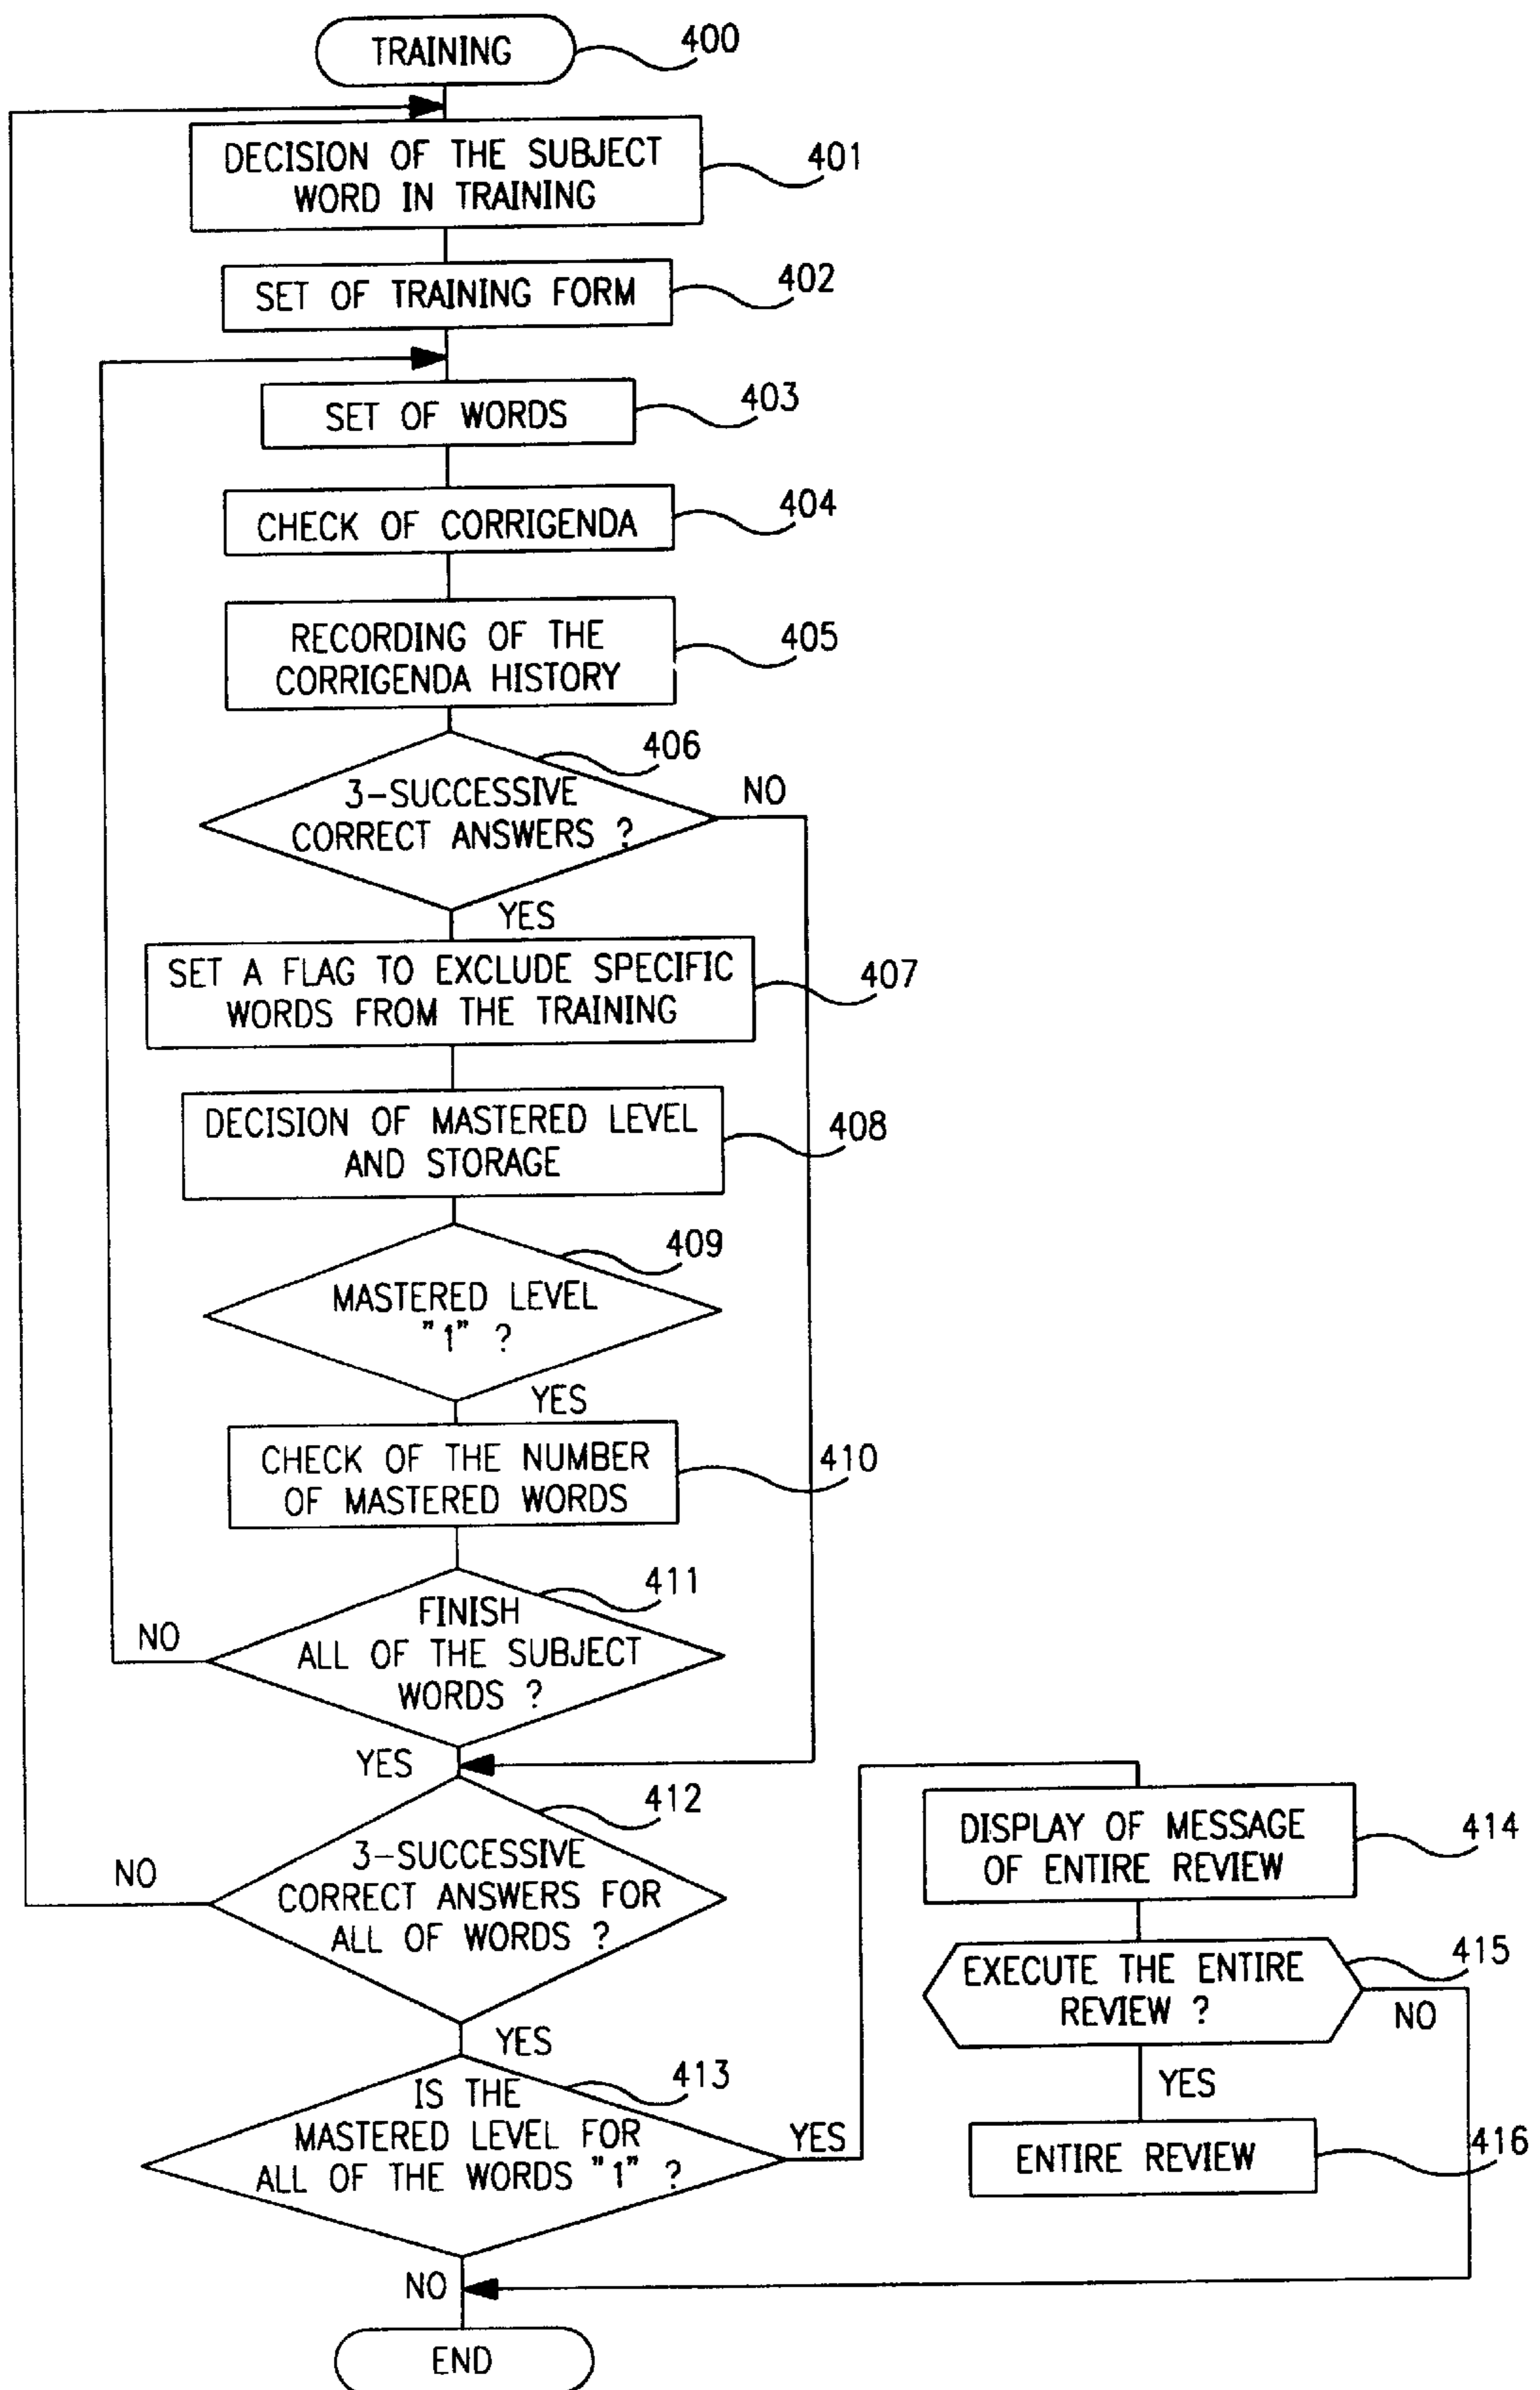 TRAINING
400
DECISION OF THE SUBJECT
WORD IN TRAINING
401
SET OF TRAINING FORM
402
SET OF WORDS
403
CHECK OF CORRIGENDA
404
RECORDING OF THE
CORRIGENDA HISTORY
405
406
3-SUCCESSIVE
CORRECT ANSWERS ?
NO
YES
SET A FLAG TO EXCLUDE SPECIFIC
WORDS FROM THE TRAINING
407
DECISION OF MASTERED LEVEL
AND STORAGE
408
409
MASTERED LEVEL
"1" ?
YES
CHECK OF THE NUMBER
OF MASTERED WORDS
410
411
FINISH
ALL OF THE SUBJECT
WORDS ?
NO
YES
412
3-SUCCESSIVE
CORRECT ANSWERS FOR
ALL OF WORDS ?
NO
YES
413
IS THE
MASTERED LEVEL FOR
ALL OF THE WORDS "1" ?
YES
NO
DISPLAY OF MESSAGE
OF ENTIRE REVIEW
414
EXECUTE THE ENTIRE
REVIEW ?
415
NO
YES
ENTIRE REVIEW
416
END